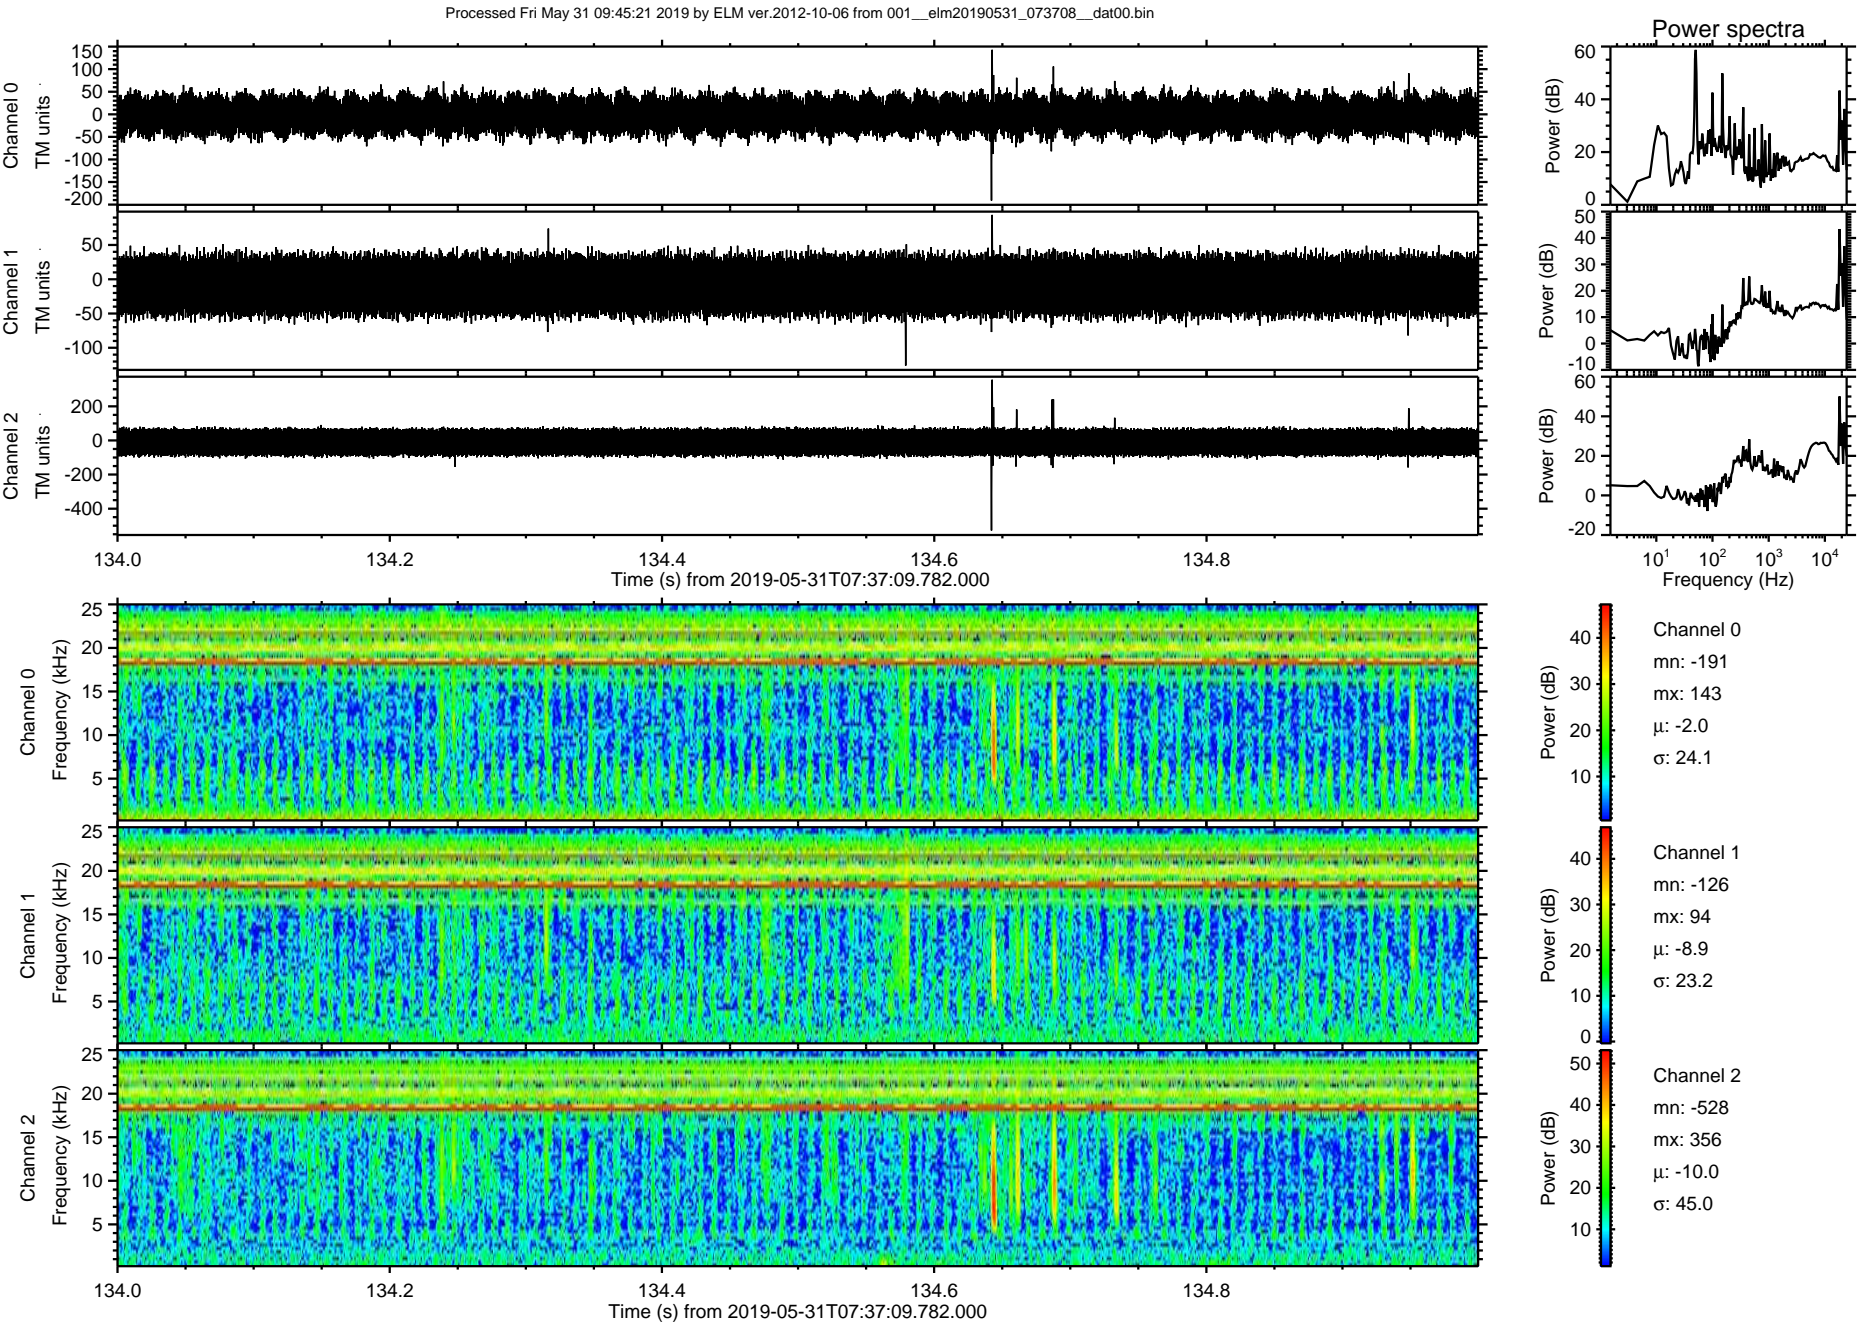 Processed Fri May 31 09:45:21 2019 by ELM ver.2012-10-06 from 001__elm20190531_073708__dat00.bin
Power spectra
Channel 0
TM units
150
100
50
0
-50
-100
-150
-200
Power (dB)
60
40
20
0
Channel 1
TM units
50
0
-50
-100
Power (dB)
50
40
30
20
10
0
-10
Channel 2
TM units
200
0
-200
-400
Power (dB)
60
40
20
0
-20
134.0 134.2 134.4 134.6 134.8
Time (s) from 2019-05-31T07:37:09.782.000
10¹ 10² 10³ 10⁴
Frequency (Hz)
Channel 0
Frequency (kHz)
25
20
15
10
5
Power (dB)
40
30
20
10
Channel 0
mn: -191
mx: 143
μ: -2.0
σ: 24.1
Channel 1
Frequency (kHz)
25
20
15
10
5
Power (dB)
40
30
20
10
0
Channel 1
mn: -126
mx: 94
μ: -8.9
σ: 23.2
Channel 2
Frequency (kHz)
25
20
15
10
5
Power (dB)
50
40
30
20
10
Channel 2
mn: -528
mx: 356
μ: -10.0
σ: 45.0
134.0 134.2 134.4 134.6 134.8
Time (s) from 2019-05-31T07:37:09.782.000